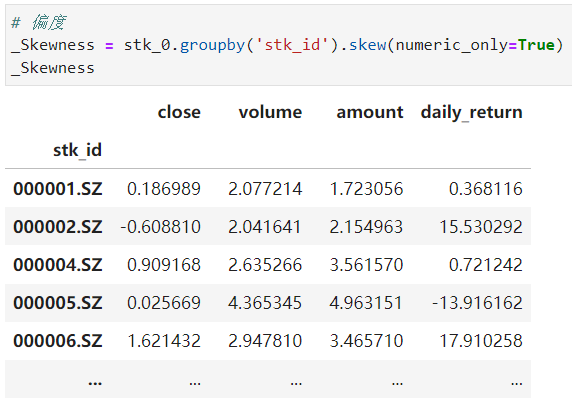 # 偏度
_Skewness = stk_0.groupby('stk_id').skew(numeric_only=True)
_Skewness
close volume amount daily_return
stk_id
000001.SZ 0.186989 2.077214 1.723056 0.368116
000002.SZ -0.608810 2.041641 2.154963 15.530292
000004.SZ 0.909168 2.635266 3.561570 0.721242
000005.SZ 0.025669 4.365345 4.963151 -13.916162
000006.SZ 1.621432 2.947810 3.465710 17.910258
... ... ... ... ...